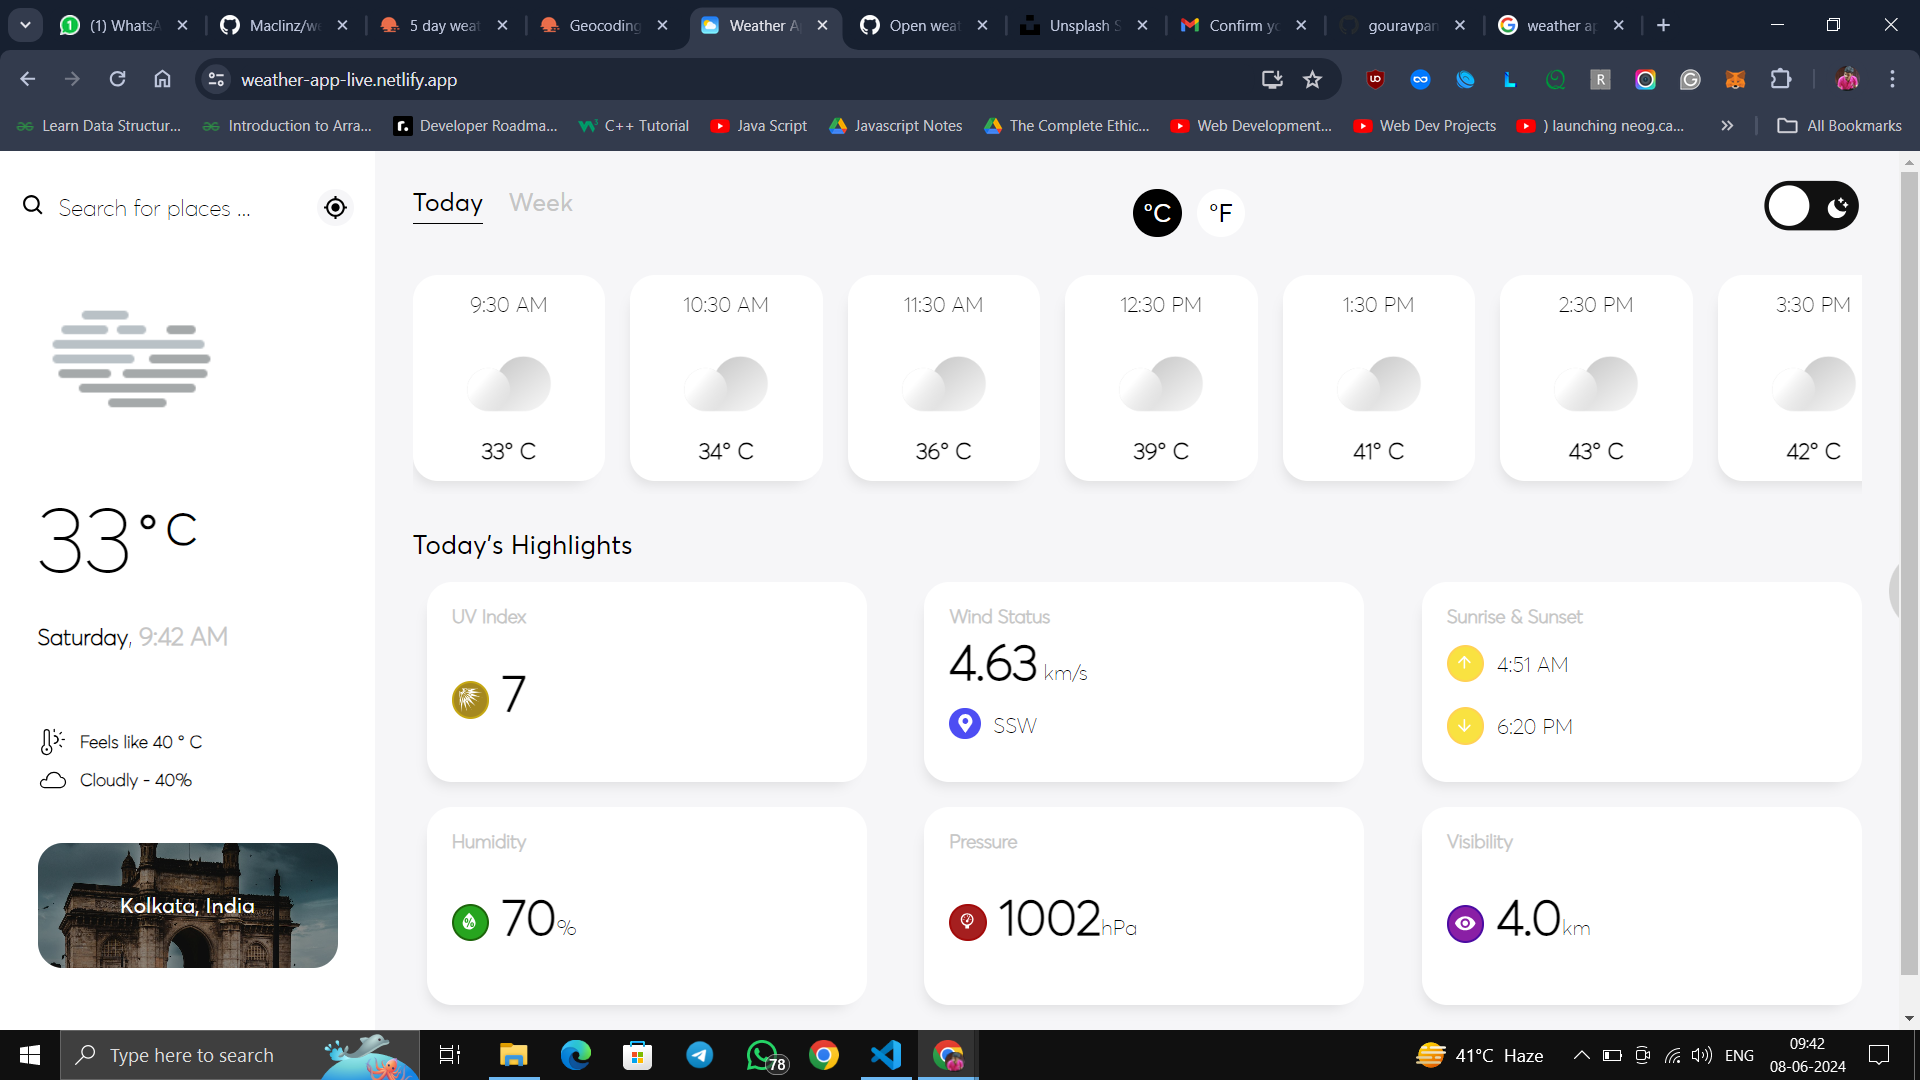 (1) WhatsA
Maclinz/we
5 day weat
Geocoding
Weather A
Open weat
Unsplash S
Confirm yo
gouravpan
weather ap
weather-app-live.netlify.app
Learn Data Structur...
Introduction to Arra...
Developer Roadma...
C++ Tutorial
Java Script
Javascript Notes
The Complete Ethic...
Web Development...
Web Dev Projects
) launching neog.ca...
All Bookmarks
Search for places ...
Today
Week
°C
°F
9:30 AM
10:30 AM
11:30 AM
12:30 PM
1:30 PM
2:30 PM
3:30 PM
33° C
34° C
36° C
39° C
41° C
43° C
42° C
33°C
Saturday, 9:42 AM
Feels like 40 ° C
Cloudly - 40%
Kolkata, India
Today's Highlights
UV Index
7
Wind Status
4.63 km/s
SSW
Sunrise & Sunset
4:51 AM
6:20 PM
Humidity
70%
Pressure
1002hPa
Visibility
4.0km
Type here to search
78
41°C Haze
ENG
09:42
08-06-2024